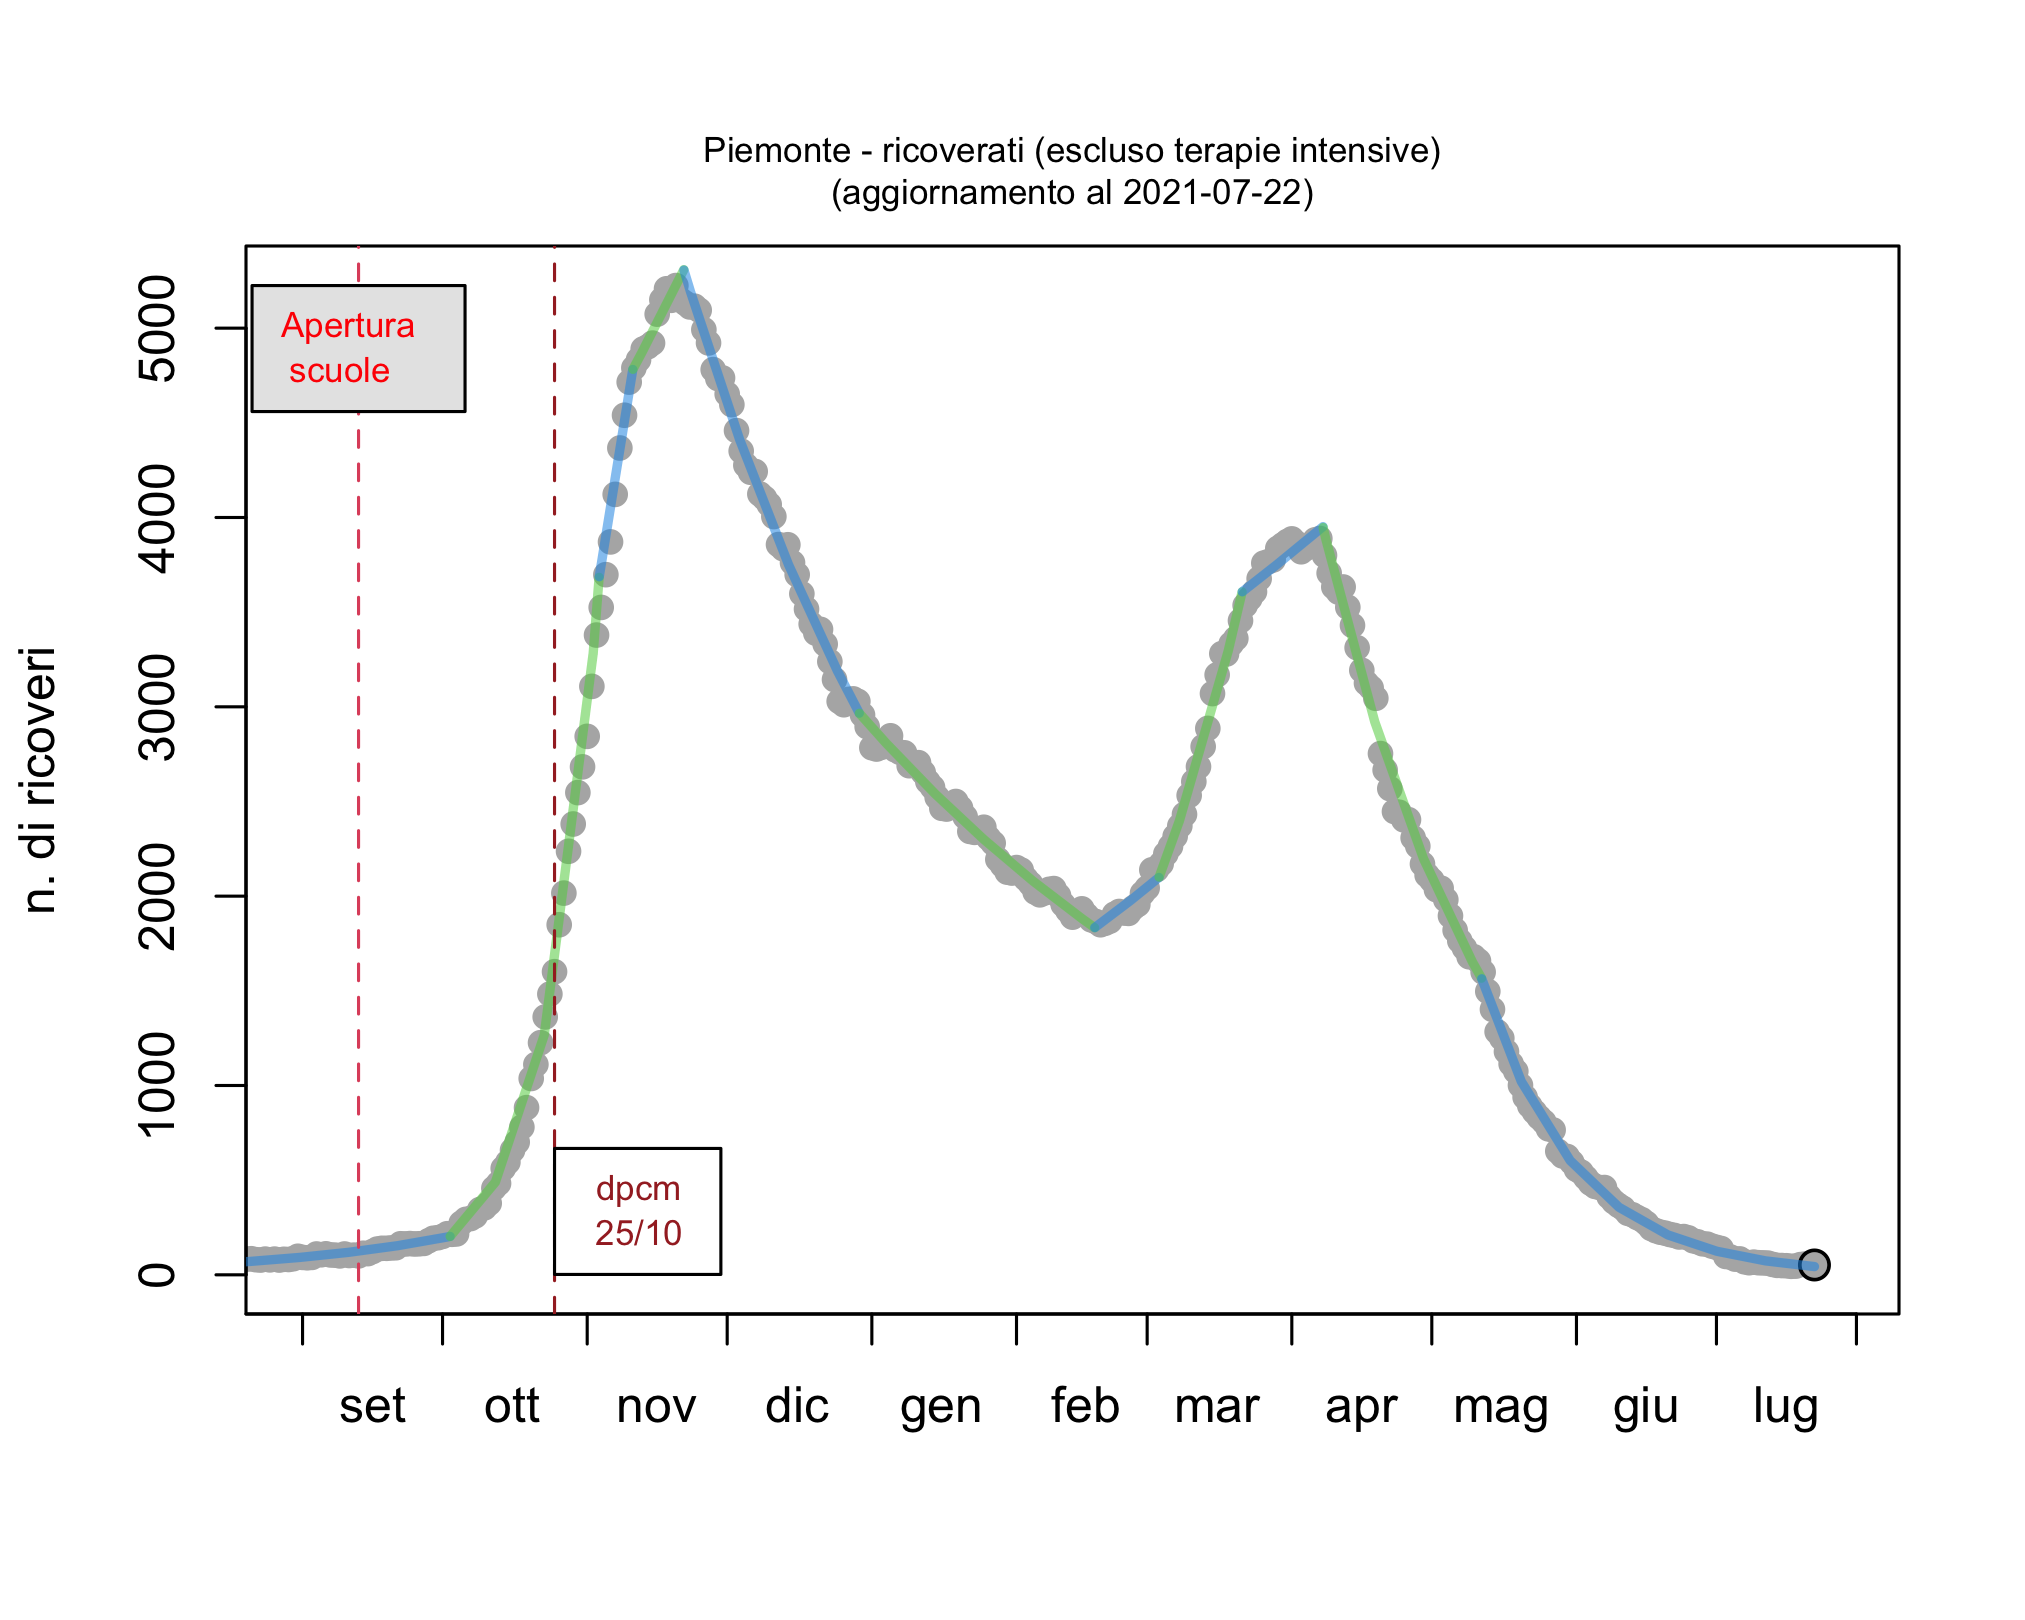 Piemonte - ricoverati (escluso terapie intensive)
(aggiornamento al 2021-07-22)
n. di ricoveri
5000
4000
3000
2000
1000
0
Apertura
scuole
dpcm
25/10
set ott nov dic gen feb mar apr mag giu lug